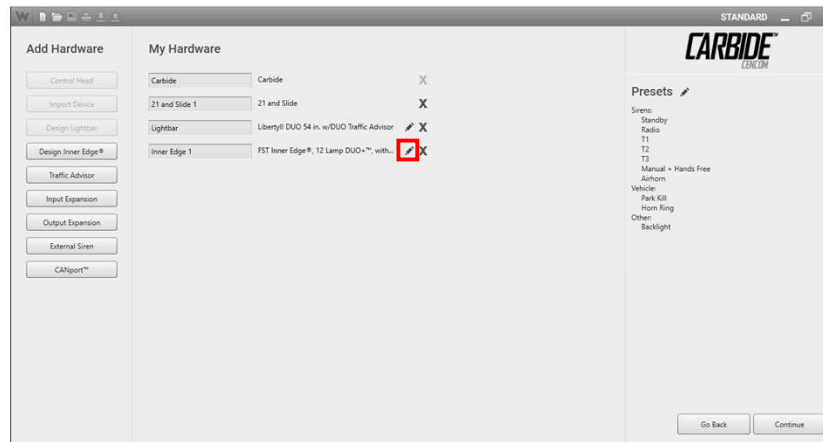 W
STANDARD
Add Hardware
Control Head
Import Device
Design Lightbar
Design Inner Edge®
Traffic Advisor
Input Expansion
Output Expansion
External Siren
CANport™
My Hardware
Carbide Carbide X
21 and Slide 1 21 and Slide X
Lightbar LibertyII DUO 54 in. w/DUO Traffic Advisor X
Inner Edge 1 FST Inner Edge®, 12 Lamp DUO+™, with... X
CARBIDE™
CENCOM
Presets
Sirens:
Standby
Radio
T1
T2
T3
Manual + Hands Free
Airhorn
Vehicle:
Park Kill
Horn Ring
Other:
Backlight
Go Back Continue